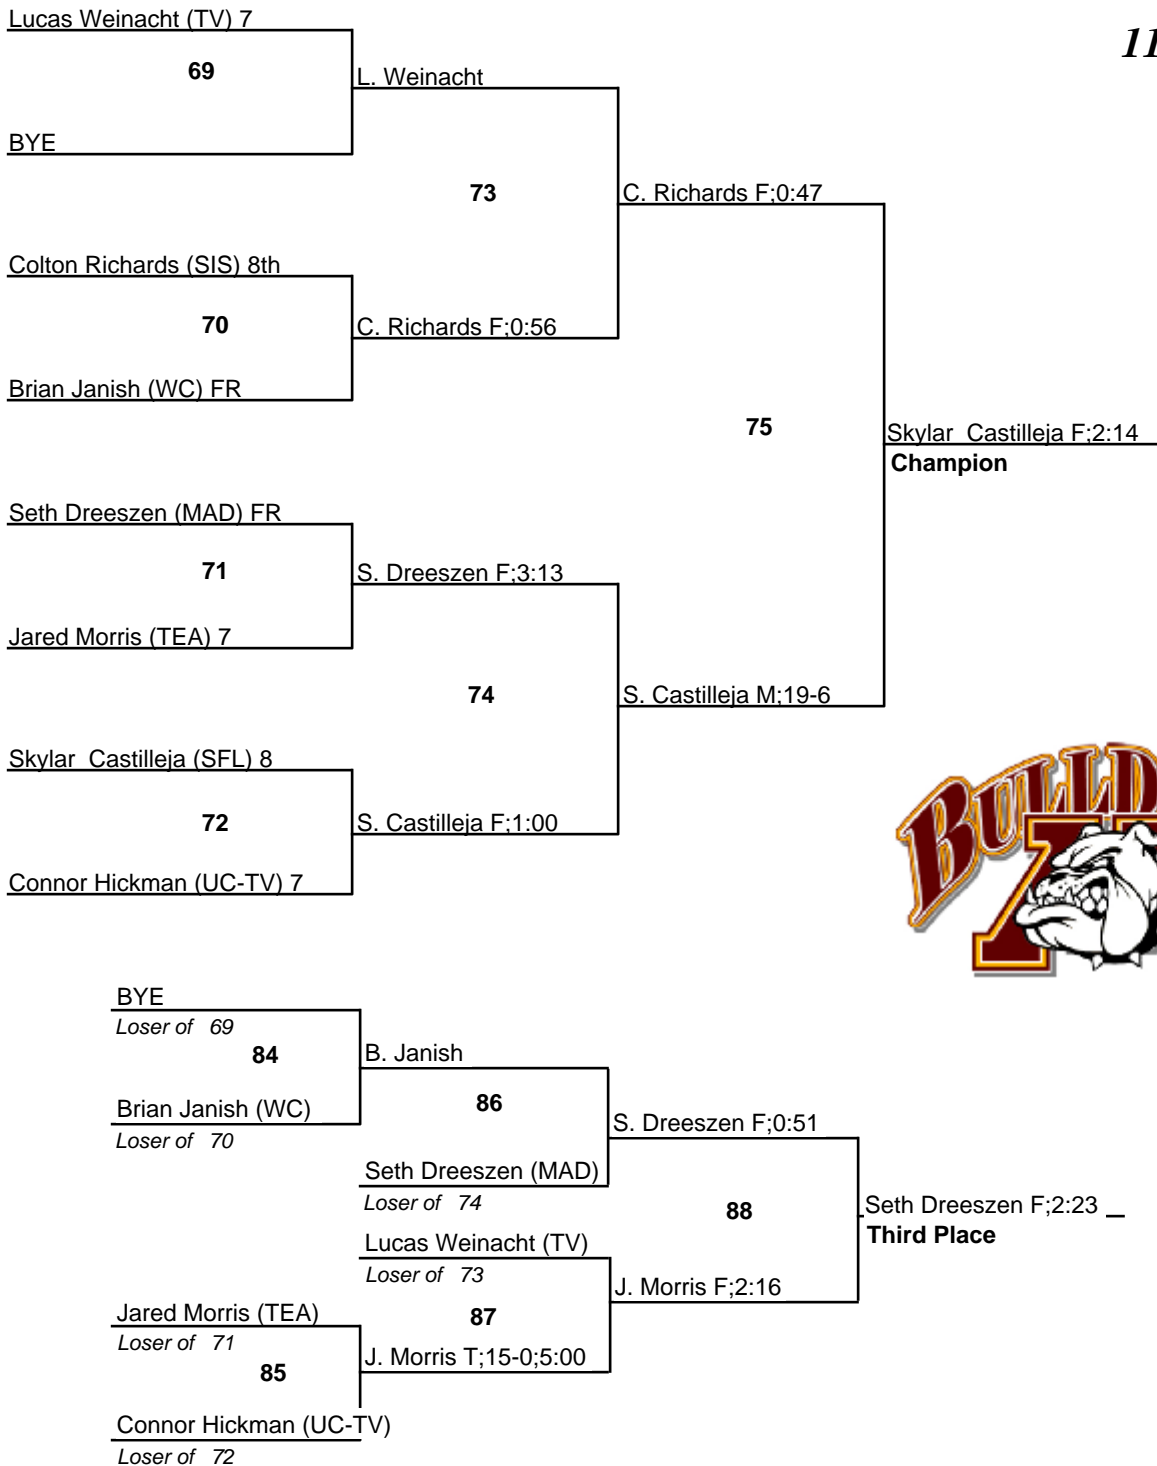 Lucas Weinacht (TV) 7
11
69
L. Weinacht
BYE
73
C. Richards F;0:47
Colton Richards (SIS) 8th
70
C. Richards F;0:56
Brian Janish (WC) FR
75
Skylar  Castilleja F;2:14
Champion
Seth Dreeszen (MAD) FR
71
S. Dreeszen F;3:13
Jared Morris (TEA) 7
74
S. Castilleja M;19-6
Skylar  Castilleja (SFL) 8
72
S. Castilleja F;1:00
Connor Hickman (UC-TV) 7
BULLD
BYE
Loser of 69
84
B. Janish
86
Brian Janish (WC)
Loser of 70
S. Dreeszen F;0:51
Seth Dreeszen (MAD)
Loser of 74
88
Seth Dreeszen F;2:23
Third Place
Lucas Weinacht (TV)
Loser of 73
J. Morris F;2:16
87
Jared Morris (TEA)
Loser of 71
J. Morris T;15-0;5:00
85
Connor Hickman (UC-TV)
Loser of 72